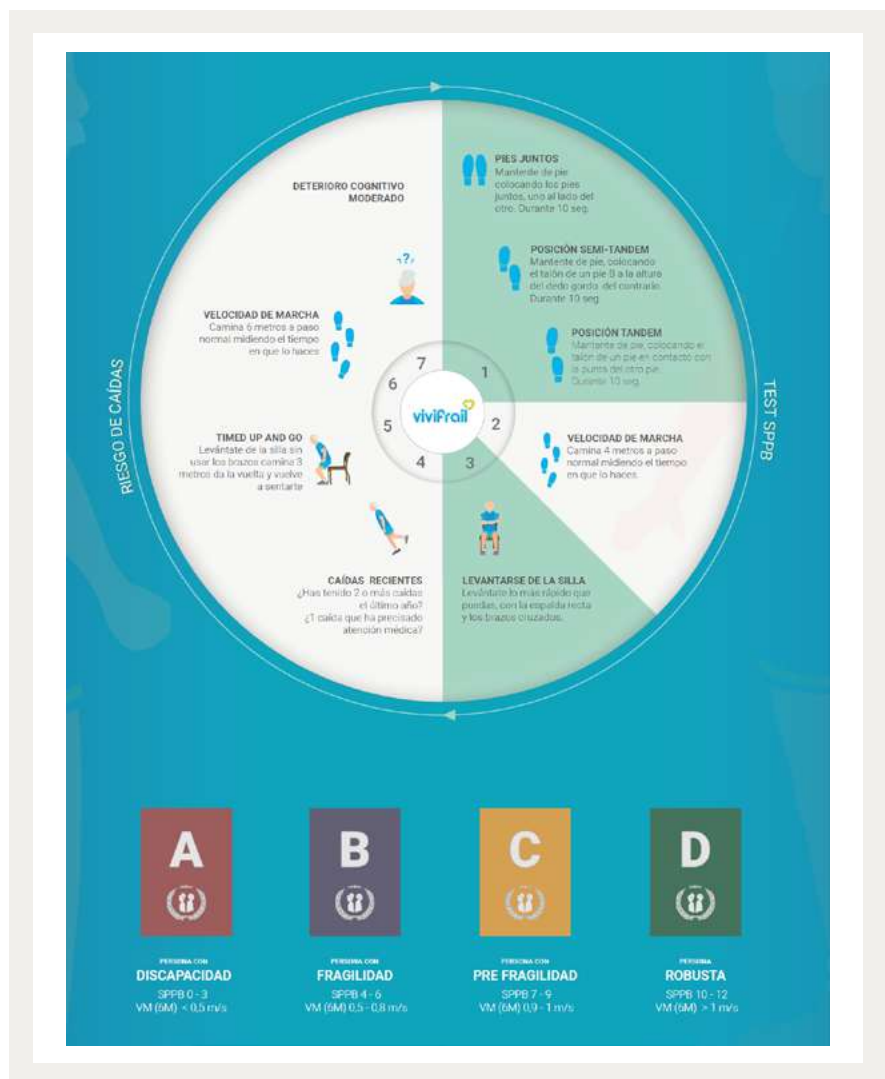 DETERIORO COGNITIVO
MODERADO
VELOCIDAD DE MARCHA
Camina 6 metros a paso
normal midiendo el tiempo
en que lo haces
TIMED UP AND GO
Levántate de la silla sin
usar los brazos camina 3
metros da la vuelta y vuelve
a sentarte
CAÍDAS RECIENTES
¿Has tenido 2 o más caídas
el último año?
¿1 caída que ha precisado
atención médica?
PIES JUNTOS
Mantente de pie
colocando los pies
juntos, uno al lado del
otro. Durante 10 seg.
POSICIÓN SEMI-TANDEM
Mantente de pie, colocando
el talón de un pie B a la altura
del dedo gordo del contrario.
Durante 10 seg
POSICIÓN TANDEM
Mantente de pie, colocando el
talón de un pie en contacto con
la punta del otro pie.
Durante 10 seg.
VELOCIDAD DE MARCHA
Camina 4 metros a paso
normal midiendo el tiempo
en que lo haces.
LEVANTARSE DE LA SILLA
Levántate lo más rápido que
puedas, con la espalda recta
y los brazos cruzados.
RIESGO DE CAÍDAS
TEST SPPB
?
7
1
6
2
5
3
4
vivifrail
A
B
C
D
PERSONA CON
DISCAPACIDAD
SPPB 0 - 3
VM (6M) < 0,5 m/s
PERSONA CON
FRAGILIDAD
SPPB 4 - 6
VM (6M) 0,5 - 0,8 m/s
PERSONA CON
PRE FRAGILIDAD
SPPB 7 - 9
VM (6M) 0,9 - 1 m/s
PERSONA
ROBUSTA
SPPB 10 - 12
VM (6M) > 1 m/s